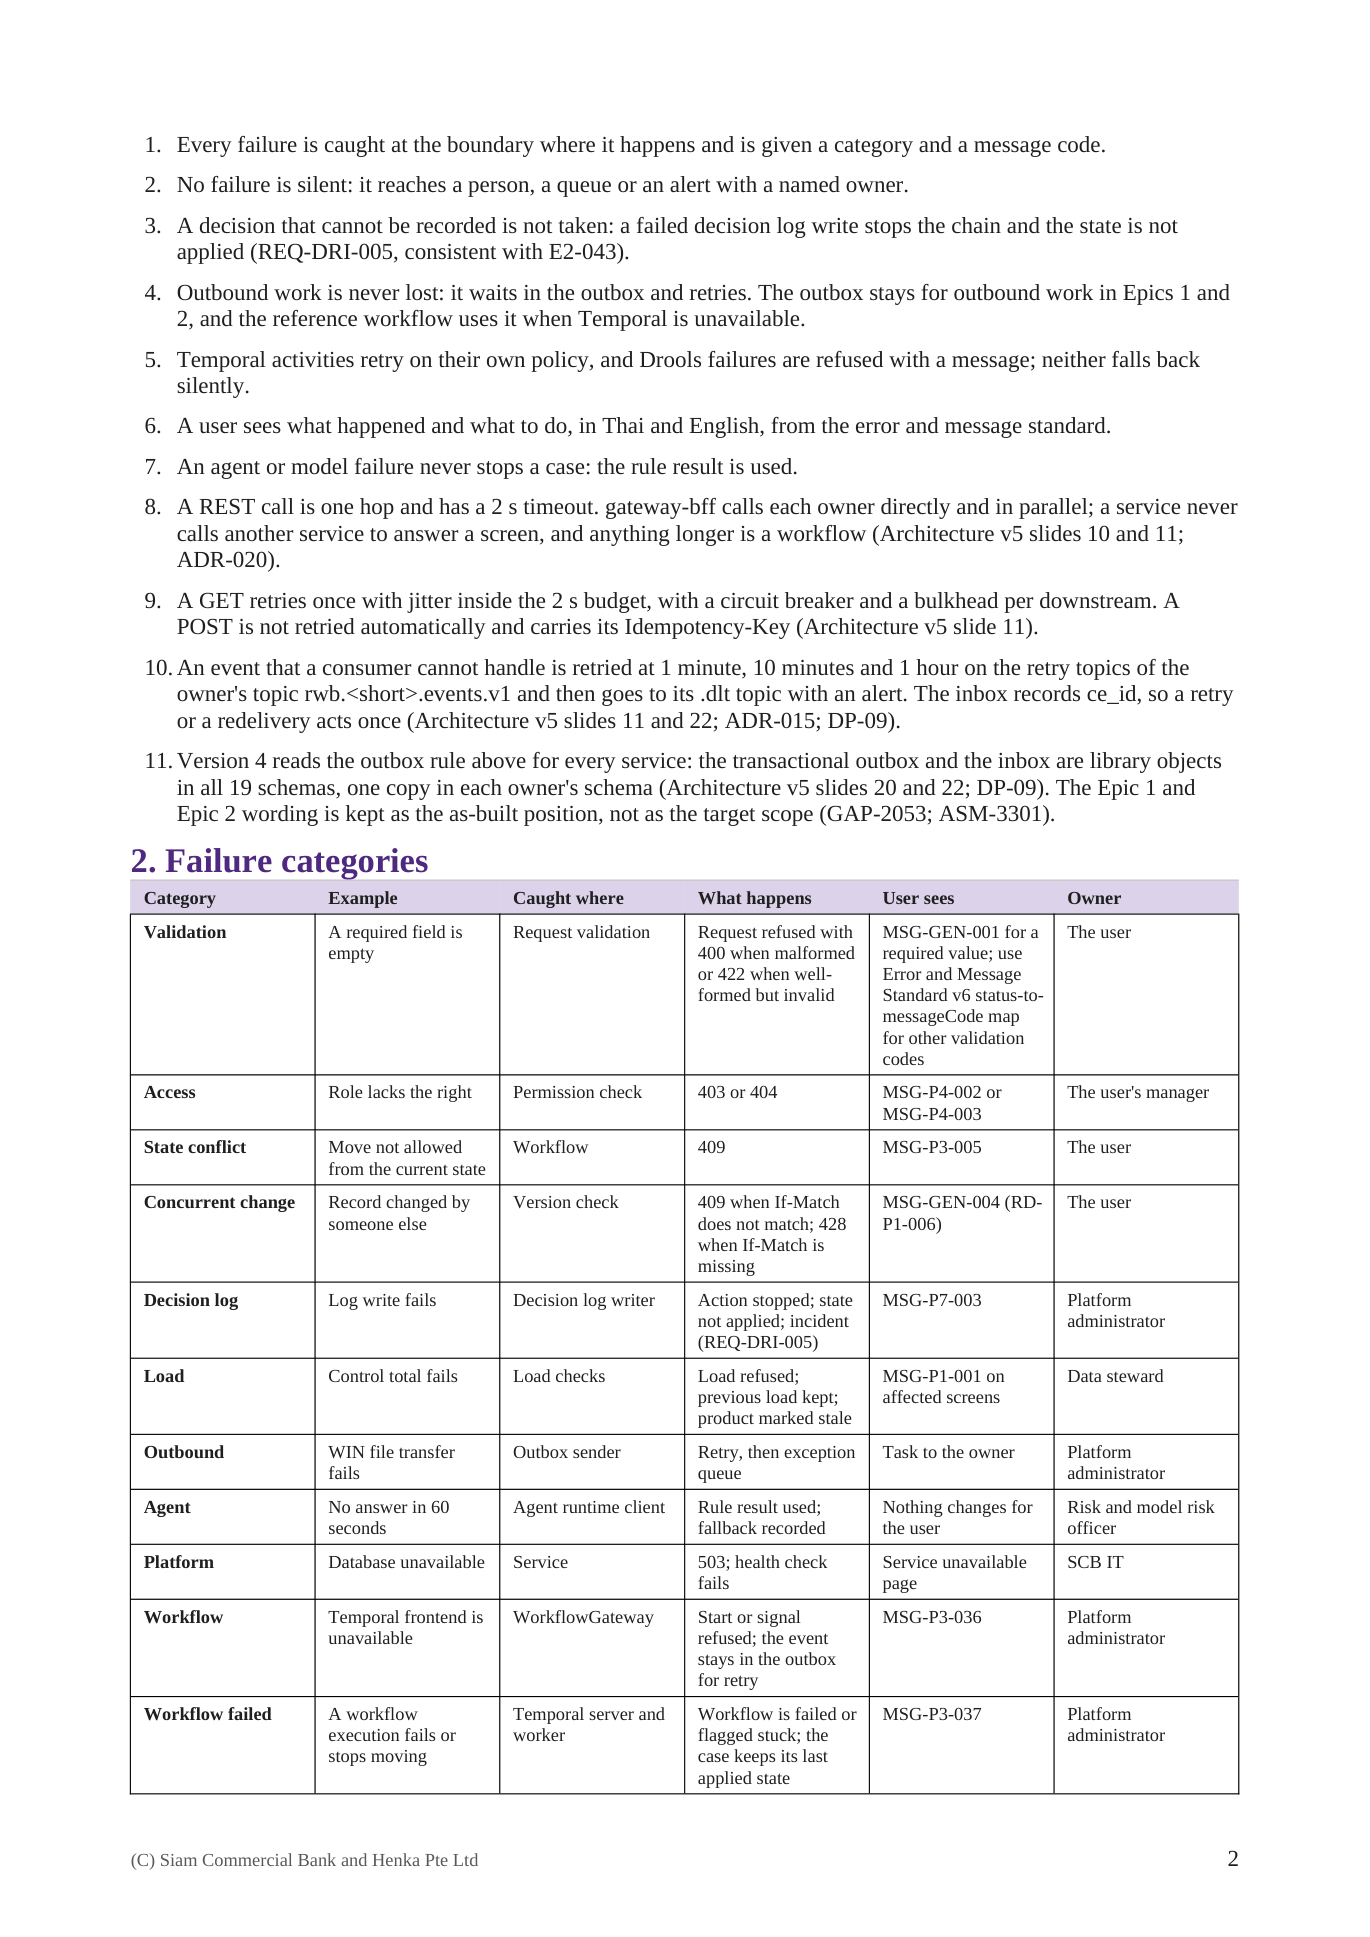 1. Every failure is caught at the boundary where it happens and is given a category and a message code.
2. No failure is silent: it reaches a person, a queue or an alert with a named owner.
3. A decision that cannot be recorded is not taken: a failed decision log write stops the chain and the state is not
applied (REQ-DRI-005, consistent with E2-043).
4. Outbound work is never lost: it waits in the outbox and retries. The outbox stays for outbound work in Epics 1 and
2, and the reference workflow uses it when Temporal is unavailable.
5. Temporal activities retry on their own policy, and Drools failures are refused with a message; neither falls back
silently.
6. A user sees what happened and what to do, in Thai and English, from the error and message standard.
7. An agent or model failure never stops a case: the rule result is used.
8. A REST call is one hop and has a 2 s timeout. gateway-bff calls each owner directly and in parallel; a service never
calls another service to answer a screen, and anything longer is a workflow (Architecture v5 slides 10 and 11;
ADR-020).
9. A GET retries once with jitter inside the 2 s budget, with a circuit breaker and a bulkhead per downstream. A
POST is not retried automatically and carries its Idempotency-Key (Architecture v5 slide 11).
10. An event that a consumer cannot handle is retried at 1 minute, 10 minutes and 1 hour on the retry topics of the
owner's topic rwb.<short>.events.v1 and then goes to its .dlt topic with an alert. The inbox records ce_id, so a retry
or a redelivery acts once (Architecture v5 slides 11 and 22; ADR-015; DP-09).
11. Version 4 reads the outbox rule above for every service: the transactional outbox and the inbox are library objects
in all 19 schemas, one copy in each owner's schema (Architecture v5 slides 20 and 22; DP-09). The Epic 1 and
Epic 2 wording is kept as the as-built position, not as the target scope (GAP-2053; ASM-3301).
2. Failure categories
Category Example Caught where What happens User sees Owner
Validation A required field is Request validation Request refused with MSG-GEN-001 for a The user
empty 400 when malformed required value; use
or 422 when well- Error and Message
formed but invalid Standard v6 status-to-
messageCode map
for other validation
codes
Access Role lacks the right Permission check 403 or 404 MSG-P4-002 or The user's manager
MSG-P4-003
State conflict Move not allowed Workflow 409 MSG-P3-005 The user
from the current state
Concurrent change Record changed by Version check 409 when If-Match MSG-GEN-004 (RD- The user
someone else does not match; 428 P1-006)
when If-Match is
missing
Decision log Log write fails Decision log writer Action stopped; state MSG-P7-003 Platform
not applied; incident administrator
(REQ-DRI-005)
Load Control total fails Load checks Load refused; MSG-P1-001 on Data steward
previous load kept; affected screens
product marked stale
Outbound WIN file transfer Outbox sender Retry, then exception Task to the owner Platform
fails queue administrator
Agent No answer in 60 Agent runtime client Rule result used; Nothing changes for Risk and model risk
seconds fallback recorded the user officer
Platform Database unavailable Service 503; health check Service unavailable SCB IT
fails page
Workflow Temporal frontend is WorkflowGateway Start or signal MSG-P3-036 Platform
unavailable refused; the event administrator
stays in the outbox
for retry
Workflow failed A workflow Temporal server and Workflow is failed or MSG-P3-037 Platform
execution fails or worker flagged stuck; the administrator
stops moving case keeps its last
applied state
(C) Siam Commercial Bank and Henka Pte Ltd 2